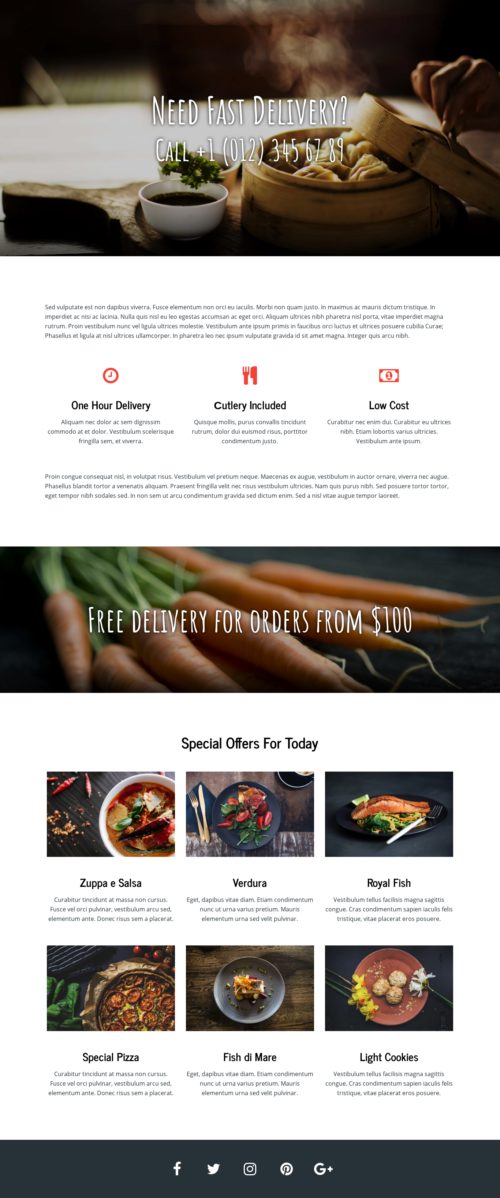 Need Fast Delivery?
Call +1 (012) 345 67 89
Sed vulputate est non dapibus viverra. Fusce elementum non orci eu iaculis. Morbi non quam justo. In maximus ac mauris dictum tristique. In
imperdiet ac nisi ac lacinia. Nulla quis nisl eu leo egestas accumsan ac eget orci. Aliquam ultrices nibh pharetra nisl porta, vitae imperdiet magna
rutrum. Proin vestibulum nunc vel ligula ultrices molestie. Vestibulum ante ipsum primis in faucibus orci luctus et ultrices posuere cubilia Curae;
Phasellus et ligula at nisl ultrices ullamcorper. In pharetra leo nec ipsum vulputate gravida id sit amet magna. Integer quis arcu nibh.
One Hour Delivery
Aliquam nec dolor ac sem dignissim
commodo at et dolor. Vestibulum scelerisque
fringilla sem, et viverra.
Cutlery Included
Quisque mollis, purus convallis tincidunt
rutrum, dolor dui euismod risus, porttitor
condimentum justo.
Low Cost
Curabitur nec enim dui. Curabitur eu ultrices
nibh. Etiam lobortis varius ultricies.
Vestibulum ante ipsum.
Proin congue consequat nisl, in volutpat risus. Vestibulum vel pretium neque. Maecenas ex augue, vestibulum in auctor ornare, viverra nec augue.
Phasellus blandit tortor a venenatis aliquam. Praesent fringilla velit nec risus vestibulum ultricies. Nam quis purus nibh. Sed posuere tortor tortor,
eget tempor nibh sodales sed. In non sem ut arcu condimentum gravida sed dictum enim. Sed a nisl vitae augue tempor laoreet.
Free delivery for orders from $100
Special Offers For Today
Zuppa e Salsa
Curabitur tincidunt at massa non cursus.
Fusce vel orci pulvinar, vestibulum arcu sed,
elementum ante. Donec risus sem a placerat.
Verdura
Eget, dapibus vitae diam. Etiam condimentum
nunc ut urna varius pretium. Mauris
elementum urna sed velit pulvinar.
Royal Fish
Vestibulum tellus facilisis magna sagittis
congue. Cras condimentum sapien iaculis felis
tristique, vitae placerat eros posuere.
Special Pizza
Curabitur tincidunt at massa non cursus.
Fusce vel orci pulvinar, vestibulum arcu sed,
elementum ante. Donec risus sem a placerat.
Fish di Mare
Eget, dapibus vitae diam. Etiam condimentum
nunc ut urna varius pretium. Mauris
elementum urna sed velit pulvinar.
Light Cookies
Vestibulum tellus facilisis magna sagittis
congue. Cras condimentum sapien iaculis felis
tristique, vitae placerat eros posuere.